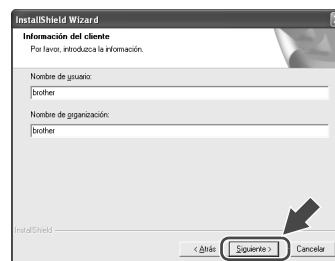 InstallShield Wizard
Información del cliente
Por favor, introduzca la información.
Nombre de usuario:
brother
Nombre de organización:
brother
InstallShield
< Atrás
Siguiente >
Cancelar